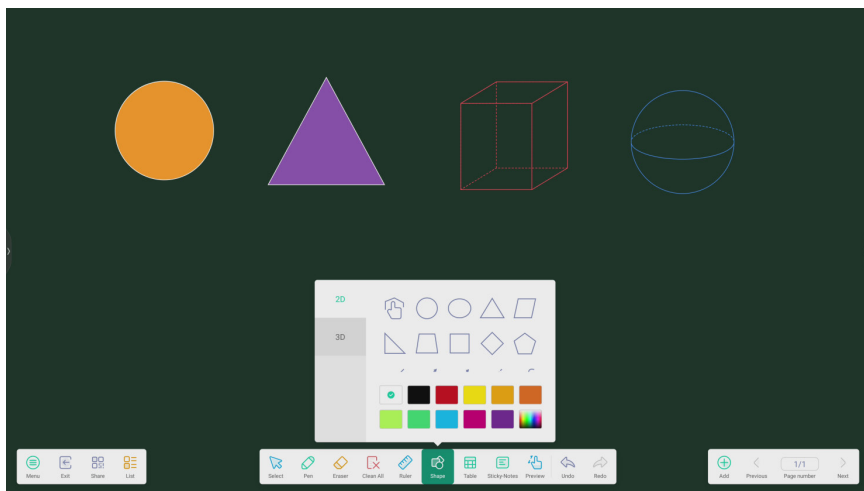 2D
3D
Menu
Exit
Share
List
Select
Pen
Eraser
Clean All
Ruler
Shape
Table
Sticky-Notes
Preview
Undo
Redo
Add
Previous
1/1
Page number
Next